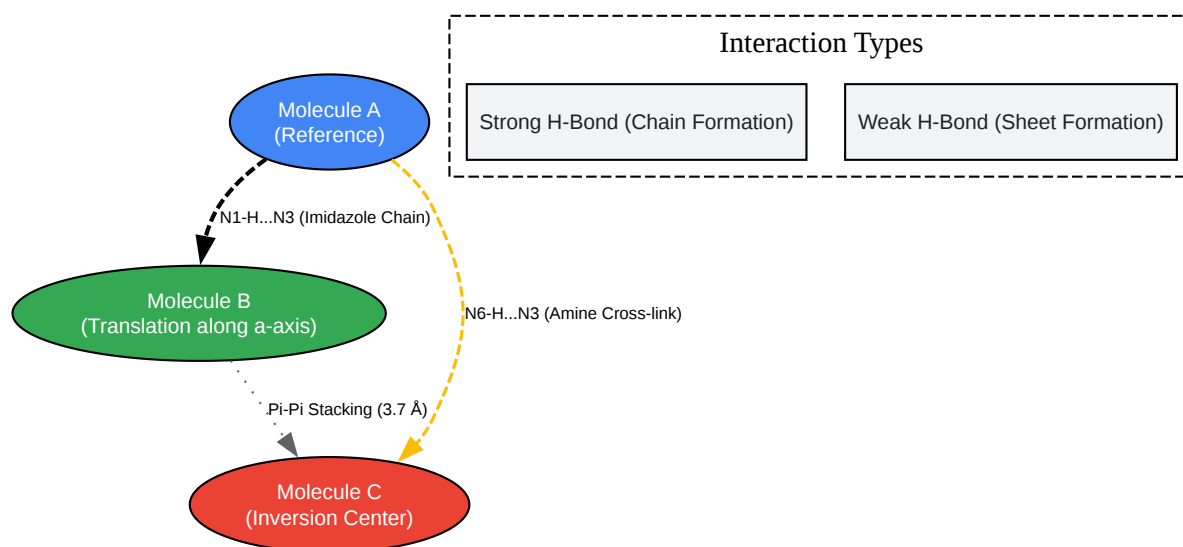 Interaction Types
Strong H-Bond (Chain Formation)
Weak H-Bond (Sheet Formation)
Molecule A
(Reference)
N1-H...N3 (Imidazole Chain)
Molecule B
(Translation along a-axis)
N6-H...N3 (Amine Cross-link)
Pi-Pi Stacking (3.7 Å)
Molecule C
(Inversion Center)